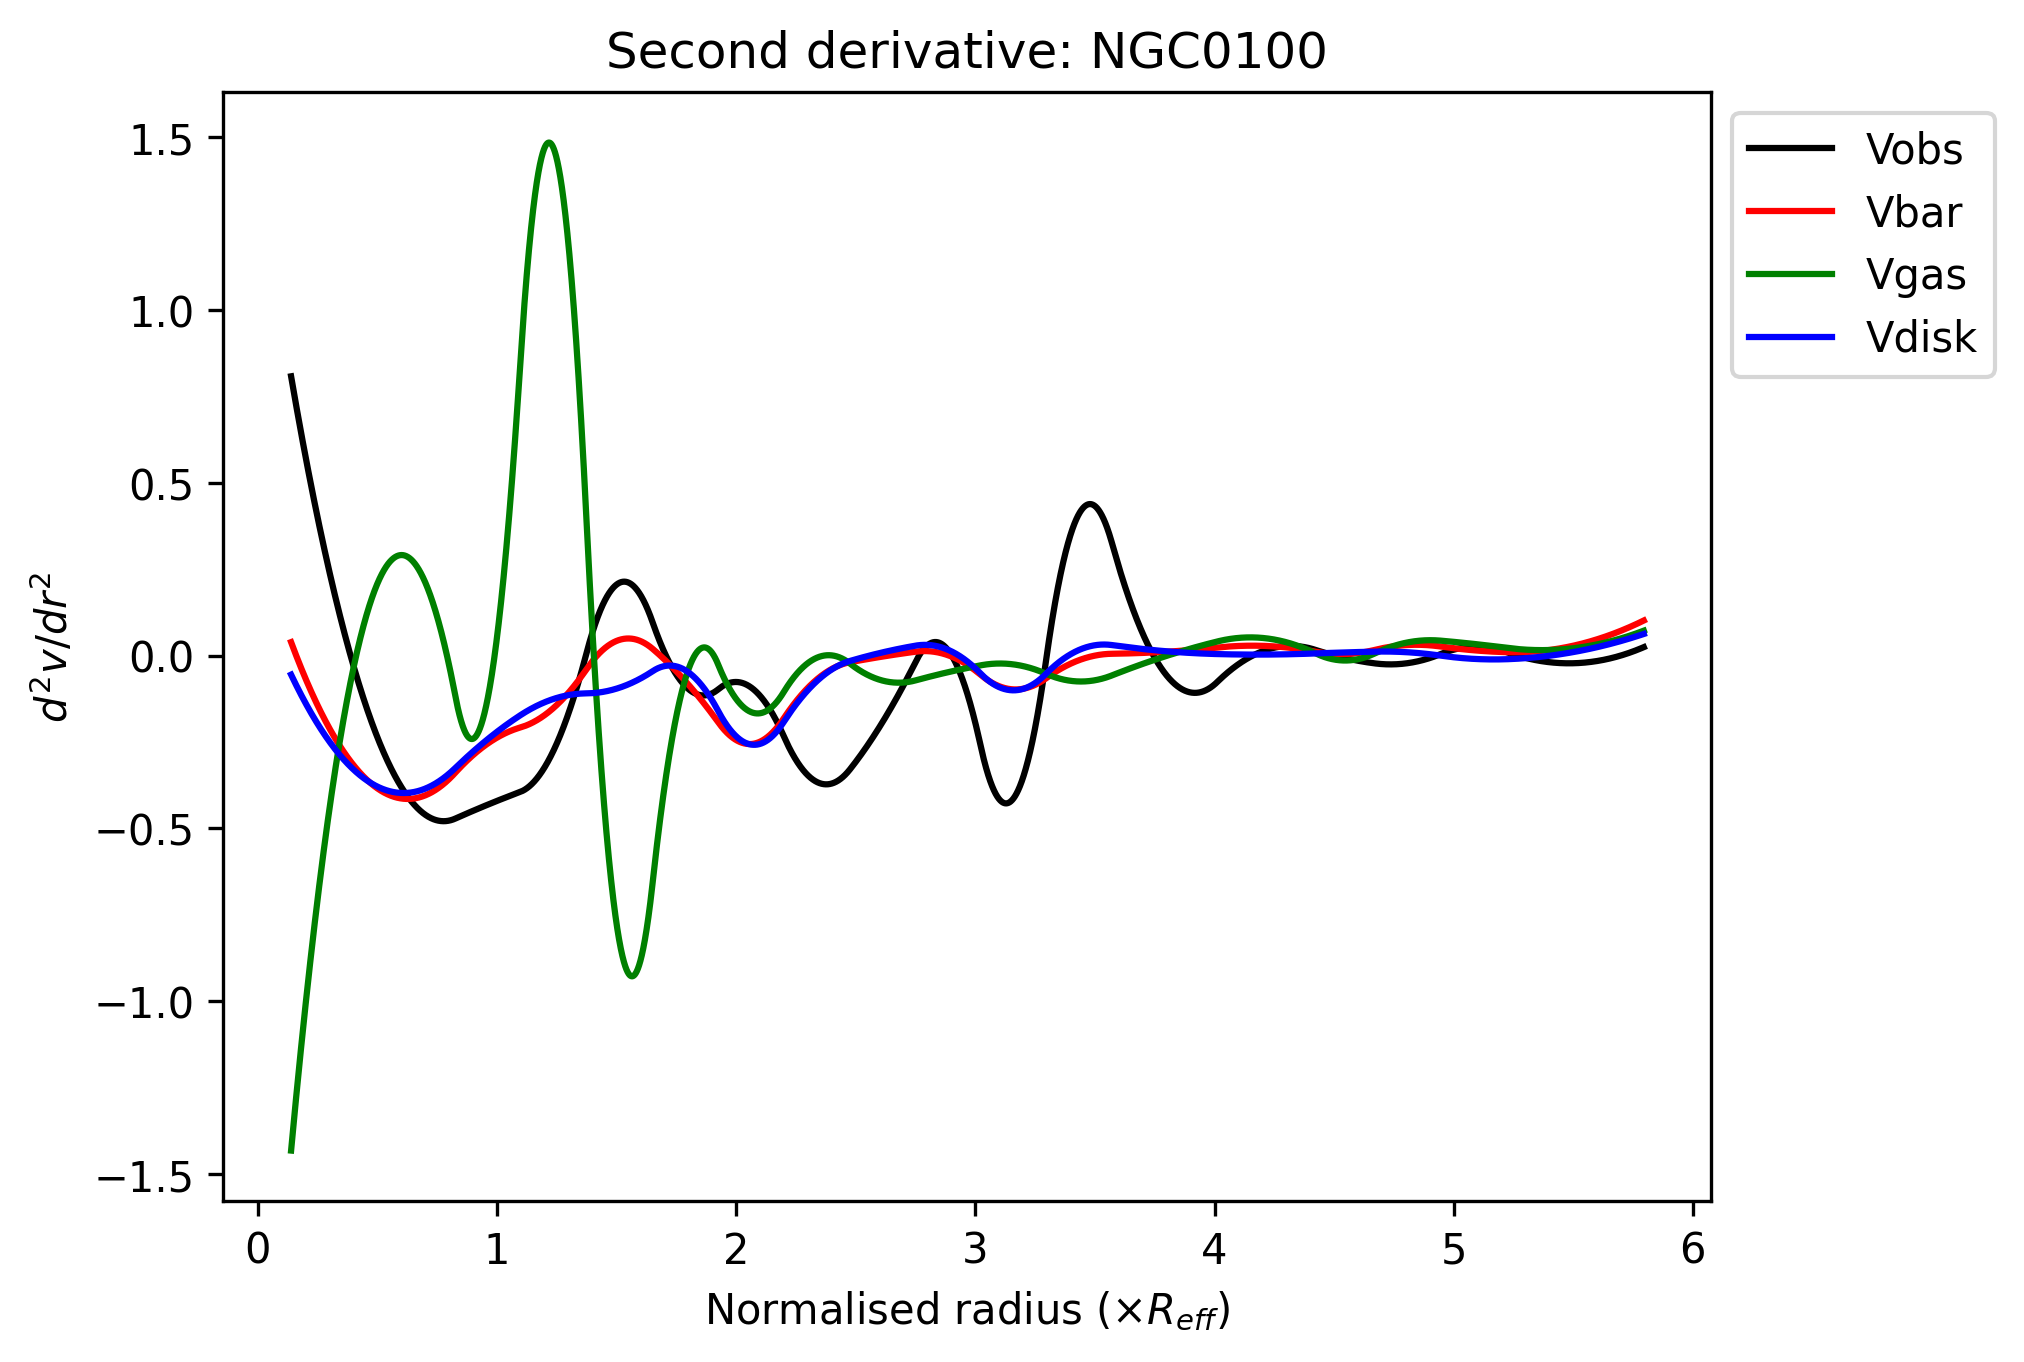 Second derivative: NGC0100
Vobs
Vbar
Vgas
Vdisk
1.5
1.0
0.5
0.0
−0.5
−1.0
−1.5
d²v/dr²
0 1 2 3 4 5 6
Normalised radius (×R_eff)